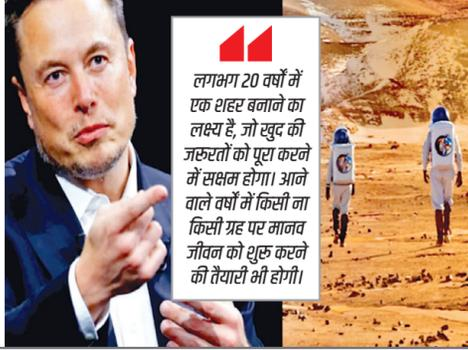 लगभग 20 वर्षों में
एक शहर बनाने का
लक्ष्य है, जो खुद की
जरूरतों को पूरा करने
में सक्षम होगा। आने
वाले वर्षों में किसी ना
किसी ग्रह पर मानव
जीवन को शुरू करने
की तैयारी भी होगी।